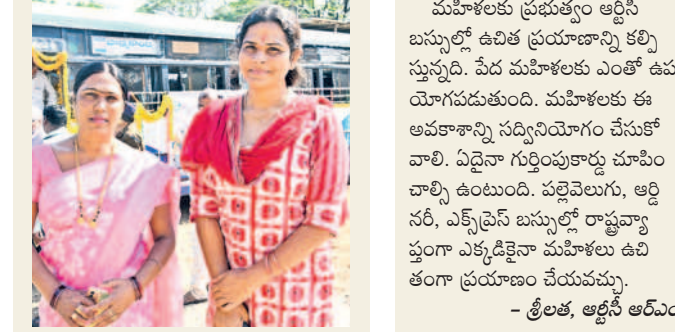 మహిళలకు ప్రభుత్వం ఆర్టీసీ
బస్సుల్లో ఉచిత ప్రయాణాన్ని కల్పి
స్తున్నది. పేద మహిళలకు ఎంతో ఉప
యోగపడుతుంది. మహిళలకు ఈ
అవకాశాన్ని సద్వినియోగం చేసుకో
వాలి. ఏదైనా గుర్తింపుకార్డు చూపిం
చాల్సి ఉంటుంది. పల్లెవెలుగు, ఆర్డి
నరీ, ఎక్స్‌ప్రెస్ బస్సుల్లో రాష్ట్రవ్యా
ప్తంగా ఎక్కడికైనా మహిళలు ఉచి
తంగా ప్రయాణం చేయవచ్చు.
– శ్రీలత, ఆర్టీసీ ఆర్ఎం